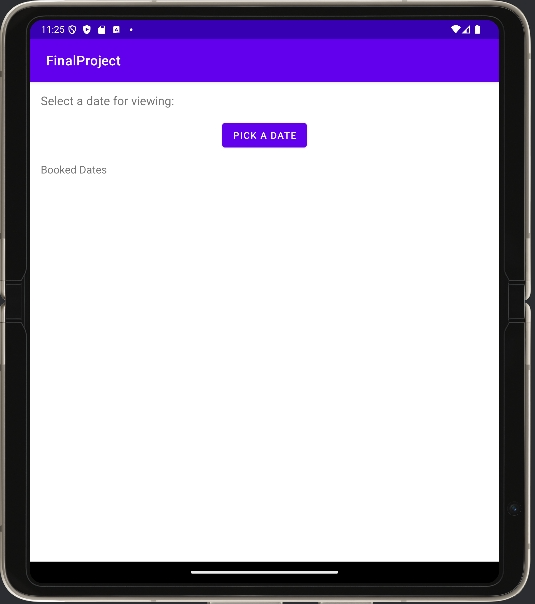 11:25
FinalProject
Select a date for viewing:
PICK A DATE
Booked Dates